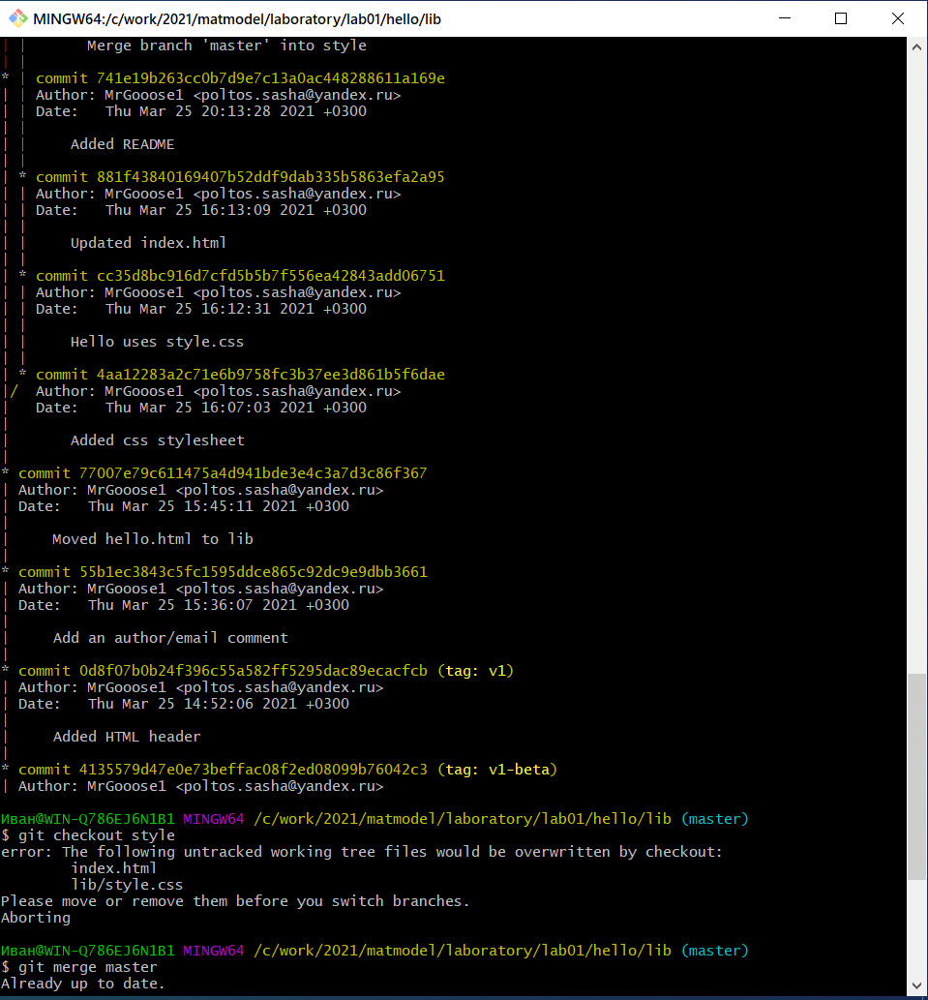 MINGW64:/c/work/2021/matmodel/laboratory/lab01/hello/lib
| |       Merge branch 'master' into style
| |
* | commit 741e19b263cc0b7d9e7c13a0ac448288611a169e
| | Author: MrGooose1 <poltos.sasha@yandex.ru>
| | Date:   Thu Mar 25 20:13:28 2021 +0300
| |
| |     Added README
| |
| * commit 881f43840169407b52ddf9dab335b5863efa2a95
| | Author: MrGooose1 <poltos.sasha@yandex.ru>
| | Date:   Thu Mar 25 16:13:09 2021 +0300
| |
| |     Updated index.html
| |
| * commit cc35d8bc916d7cfd5b5b7f556ea42843add06751
| | Author: MrGooose1 <poltos.sasha@yandex.ru>
| | Date:   Thu Mar 25 16:12:31 2021 +0300
| |
| |     Hello uses style.css
| |
| * commit 4aa12283a2c71e6b9758fc3b37ee3d861b5f6dae
|/  Author: MrGooose1 <poltos.sasha@yandex.ru>
|   Date:   Thu Mar 25 16:07:03 2021 +0300
|
|       Added css stylesheet
|
* commit 77007e79c611475a4d941bde3e4c3a7d3c86f367
| Author: MrGooose1 <poltos.sasha@yandex.ru>
| Date:   Thu Mar 25 15:45:11 2021 +0300
|
|     Moved hello.html to lib
|
* commit 55b1ec3843c5fc1595ddce865c92dc9e9dbb3661
| Author: MrGooose1 <poltos.sasha@yandex.ru>
| Date:   Thu Mar 25 15:36:07 2021 +0300
|
|     Add an author/email comment
|
* commit 0d8f07b0b24f396c55a582ff5295dac89ecacfcb (tag: v1)
| Author: MrGooose1 <poltos.sasha@yandex.ru>
| Date:   Thu Mar 25 14:52:06 2021 +0300
|
|     Added HTML header
|
* commit 4135579d47e0e73beffac08f2ed08099b76042c3 (tag: v1-beta)
| Author: MrGooose1 <poltos.sasha@yandex.ru>

Иван@WIN-Q786EJ6N1B1 MINGW64 /c/work/2021/matmodel/laboratory/lab01/hello/lib (master)
$ git checkout style
error: The following untracked working tree files would be overwritten by checkout:
        index.html
        lib/style.css
Please move or remove them before you switch branches.
Aborting

Иван@WIN-Q786EJ6N1B1 MINGW64 /c/work/2021/matmodel/laboratory/lab01/hello/lib (master)
$ git merge master
Already up to date.